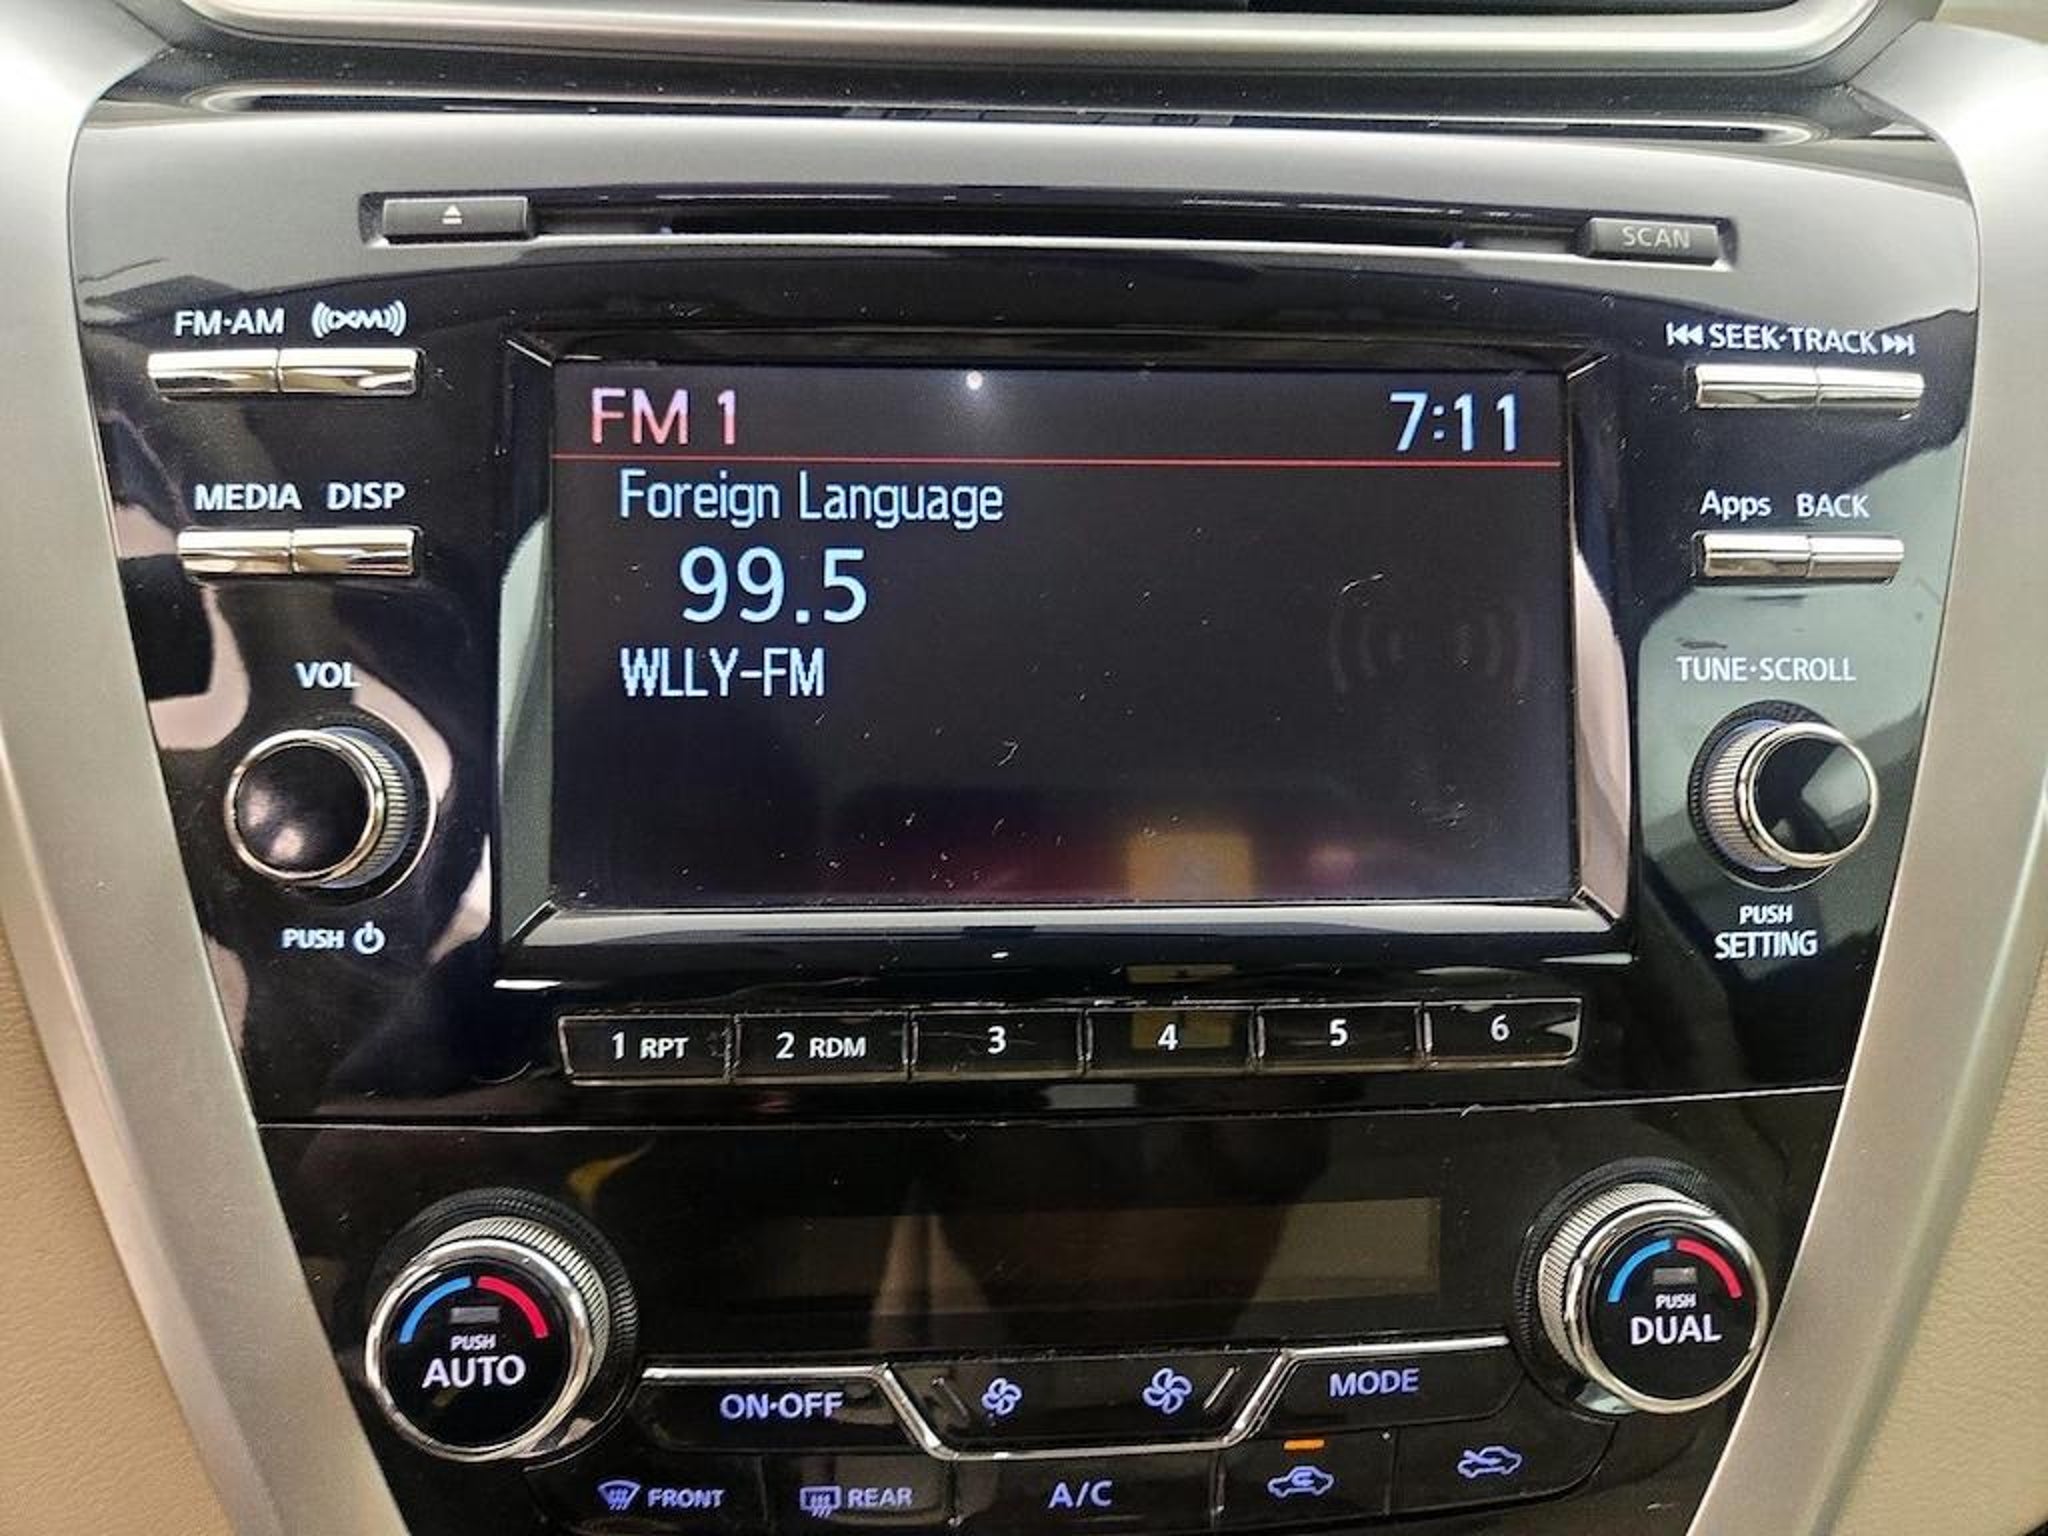 SCAN
FM·AM XM
SEEK·TRACK
FM 1 7:11
Foreign Language
99.5
WLLY-FM
MEDIA DISP
Apps BACK
VOL
TUNE·SCROLL
PUSH
PUSH
SETTING
1 RPT 2 RDM 3 4 5 6
PUSH
AUTO
PUSH
DUAL
ON·OFF
MODE
FRONT REAR A/C